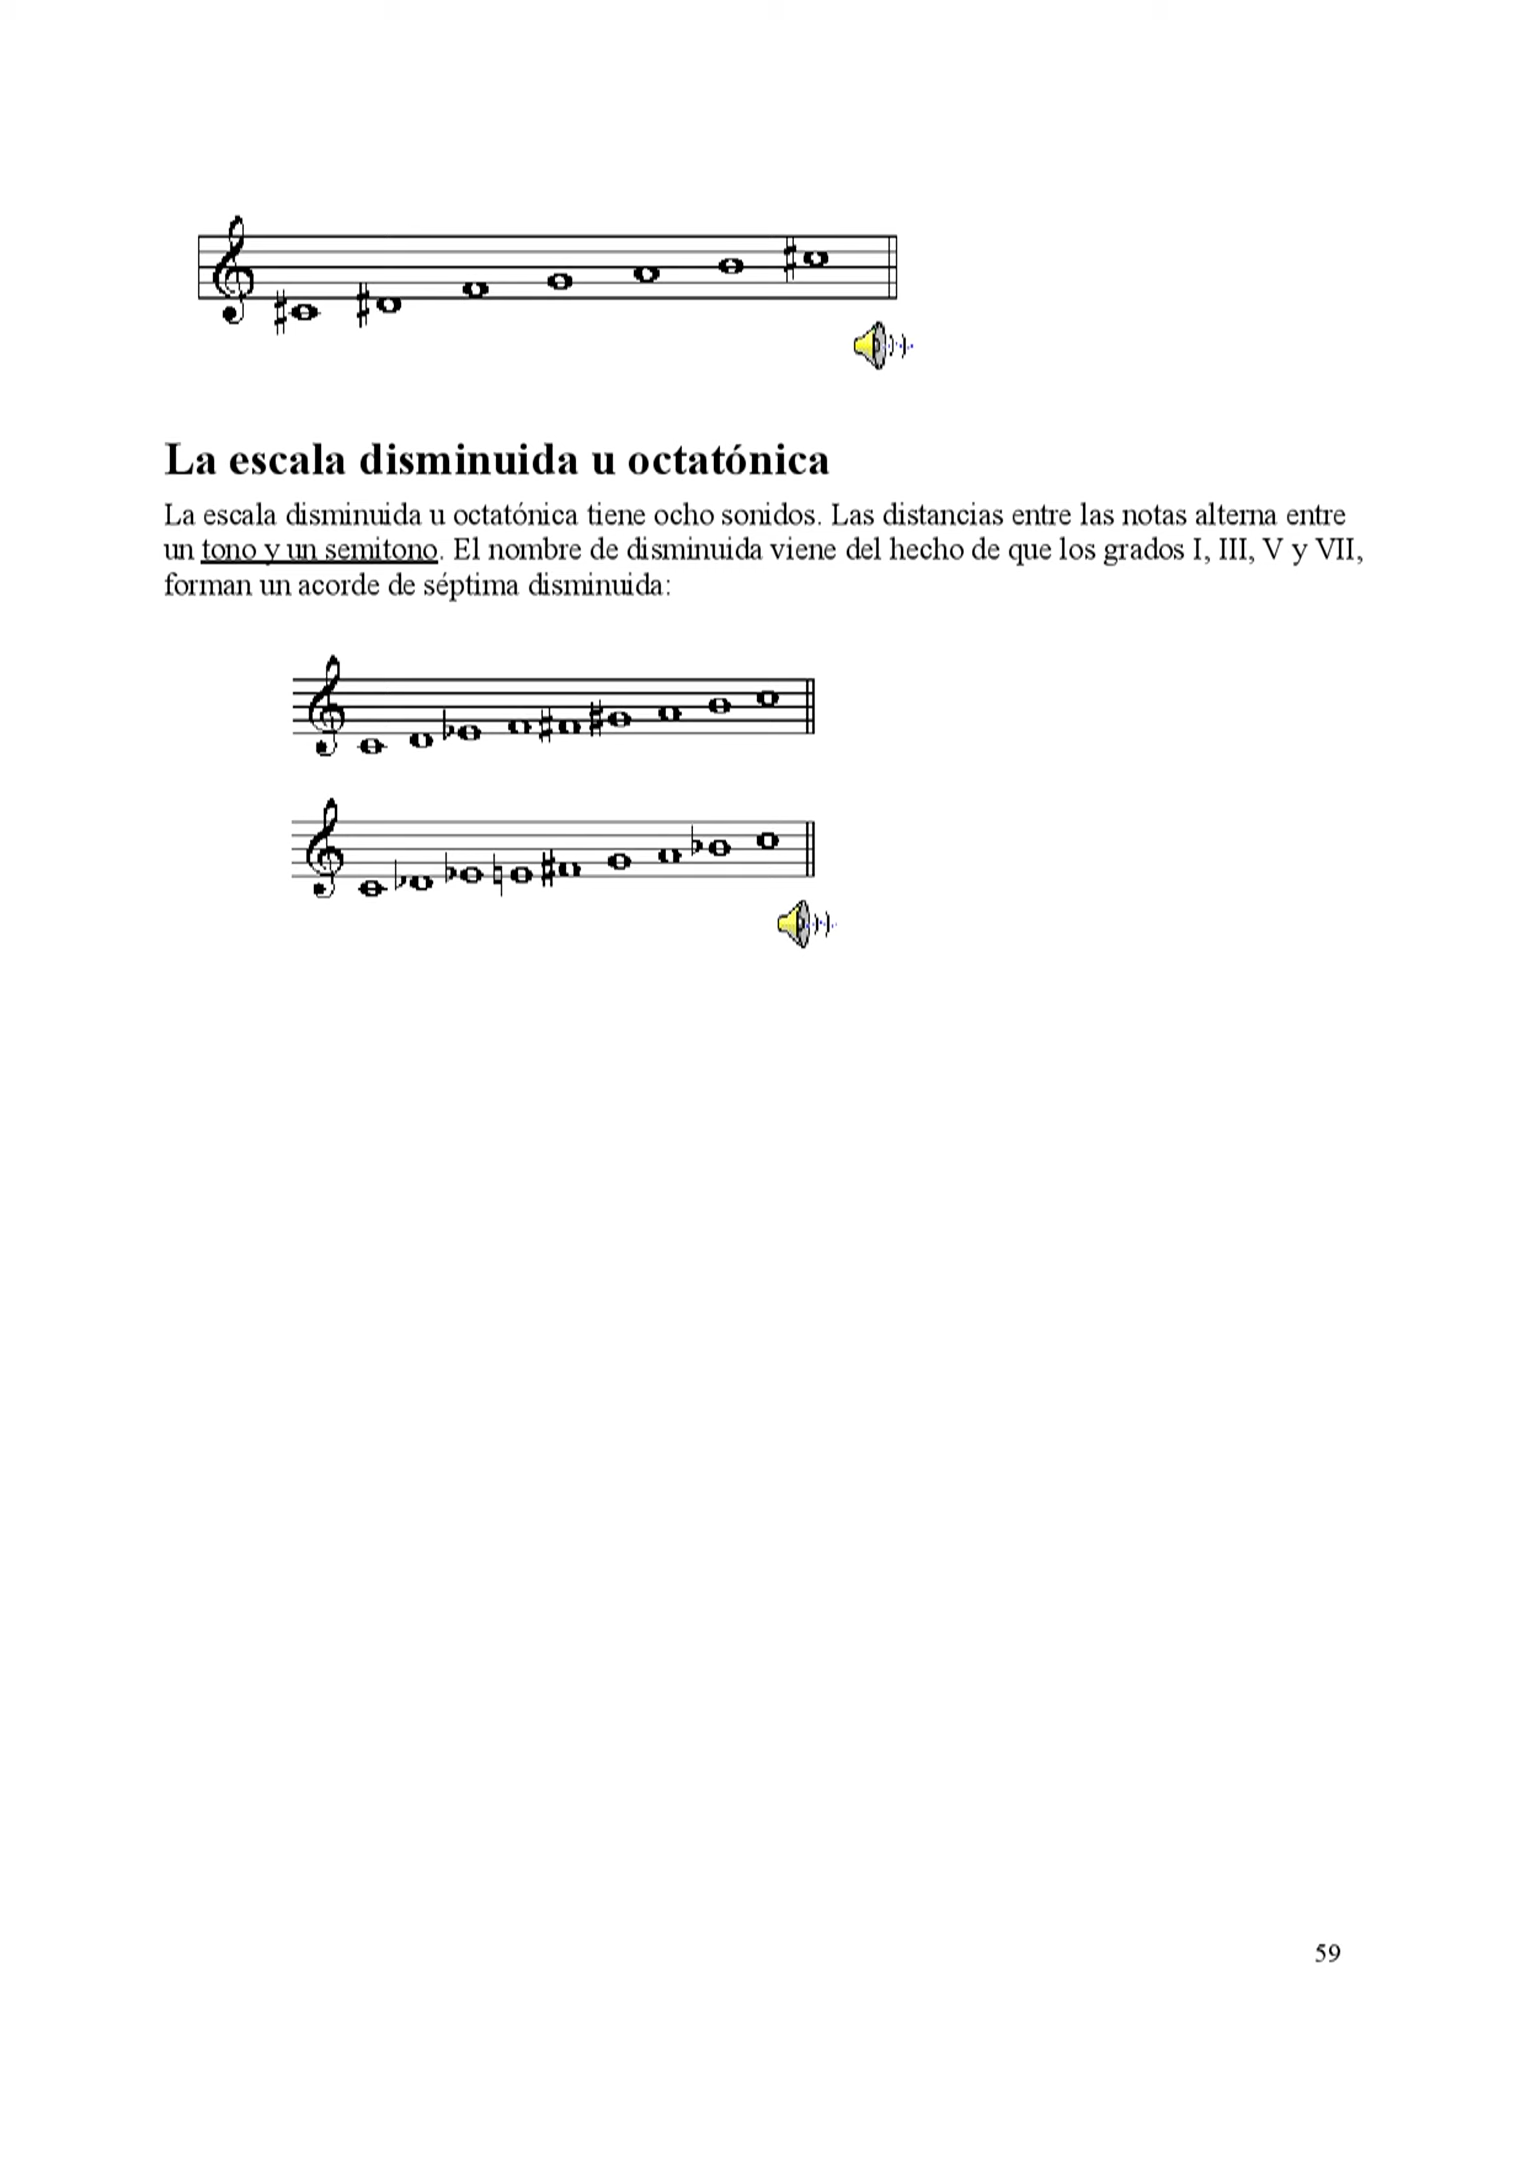 La escala disminuida u octatónica
La escala disminuida u octatónica tiene ocho sonidos. Las distancias entre las notas alterna entre
un tono y un semitono. El nombre de disminuida viene del hecho de que los grados I, III, V y VII,
forman un acorde de séptima disminuida:
59